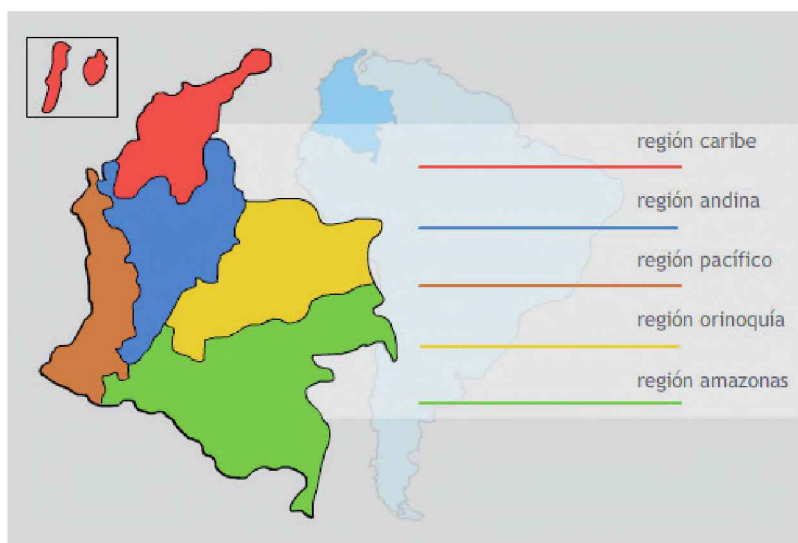 región caribe
región andina
región pacífico
región orinoquía
región amazonas